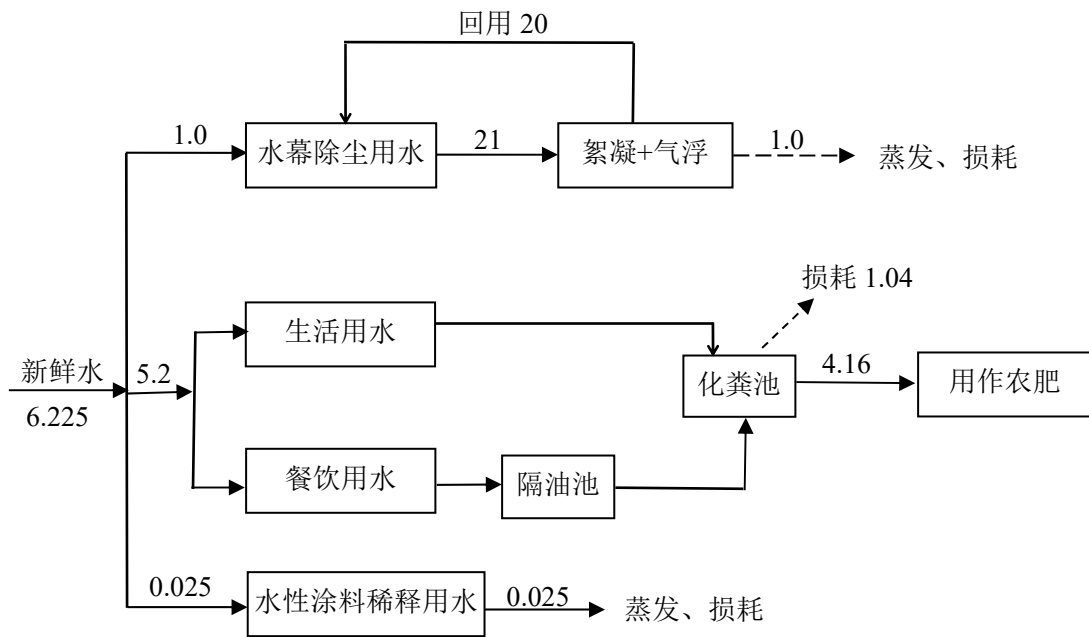 回用 20
1.0
水幕除尘用水
21
絮凝+气浮
1.0
蒸发、损耗
损耗 1.04
生活用水
新鲜水
6.225
5.2
化粪池
4.16
用作农肥
餐饮用水
隔油池
0.025
水性涂料稀释用水
0.025
蒸发、损耗